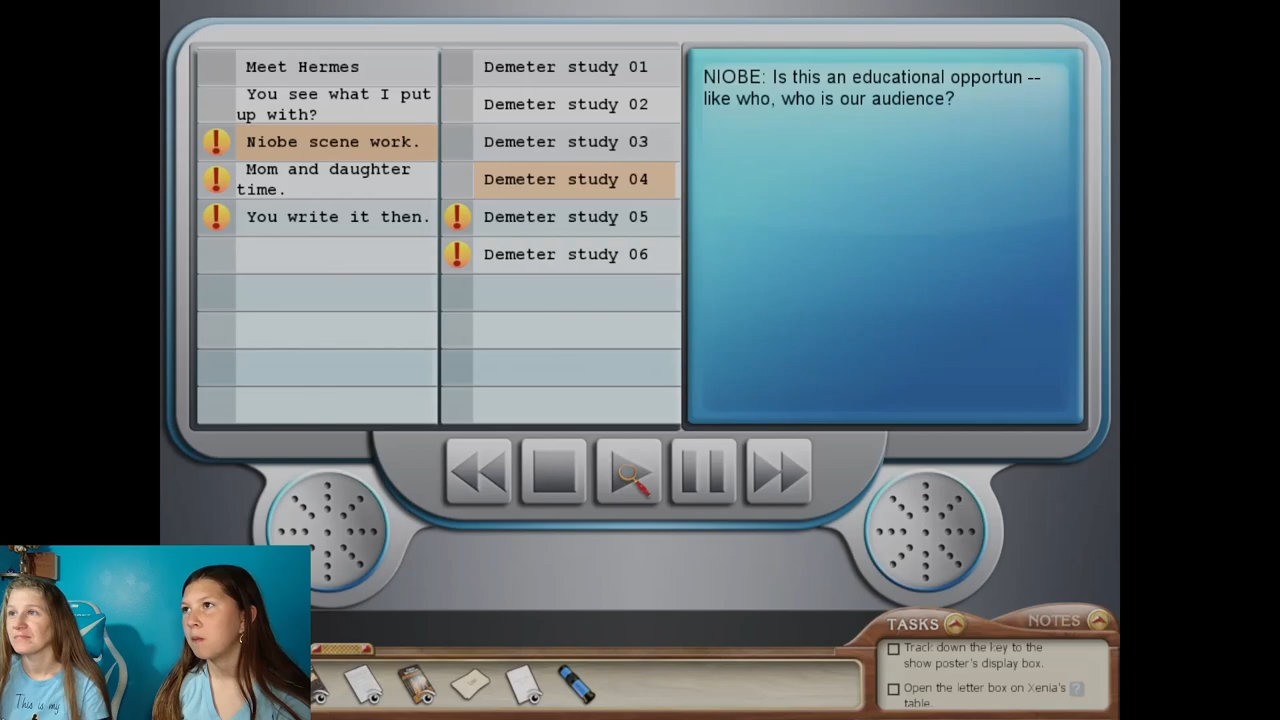 Meet Hermes
You see what I put
up with?
Niobe scene work.
Mom and daughter
time.
You write it then.
Demeter study 01
Demeter study 02
Demeter study 03
Demeter study 04
Demeter study 05
Demeter study 06
NIOBE: Is this an educational opportun --
like who, who is our audience?
TASKS
NOTES
Track down the key to the
show poster's display box.
Open the letter box on Xenia's ?
table.
This is my